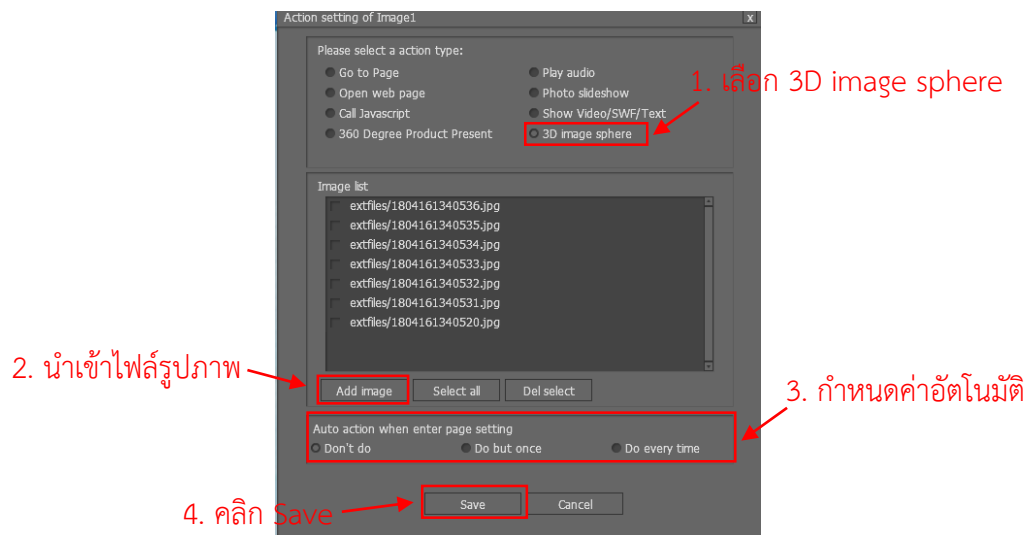 Action setting of Image1
x
Please select a action type:
Go to Page
Play audio
Open web page
Photo slideshow
Call Javascript
Show Video/SWF/Text
360 Degree Product Present
3D image sphere
1. เลือก 3D image sphere
Image list
extfiles/1804161340536.jpg
extfiles/1804161340535.jpg
extfiles/1804161340534.jpg
extfiles/1804161340533.jpg
extfiles/1804161340532.jpg
extfiles/1804161340531.jpg
extfiles/1804161340520.jpg
2. นำเข้าไฟล์รูปภาพ
Add image
Select all
Del select
3. กำหนดค่าอัตโนมัติ
Auto action when enter page setting
Don't do
Do but once
Do every time
4. คลิก Save
Save
Cancel